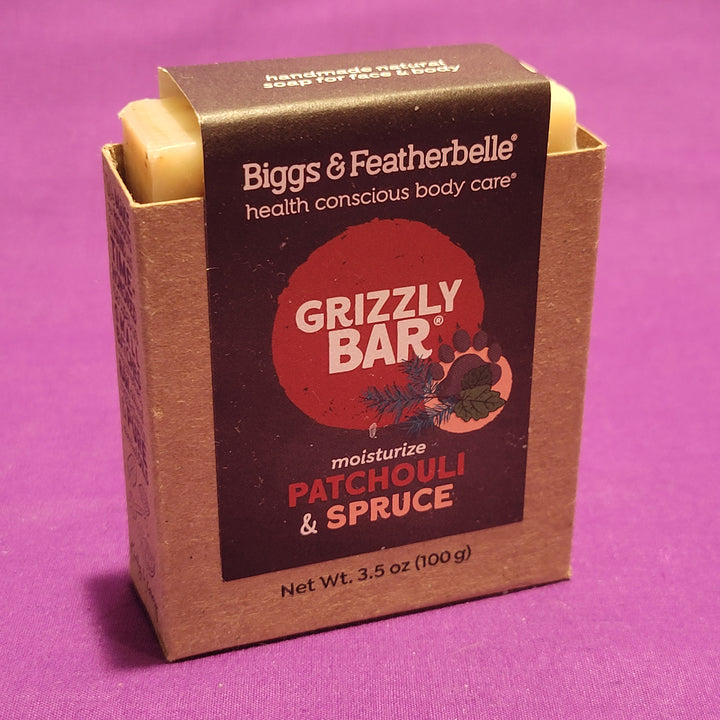 handmade natural
soap for face & body
Biggs & Featherbelle®
health conscious body care®
GRIZZLY
BAR®
moisturize
PATCHOULI
& SPRUCE
Net Wt. 3.5 oz (100 g)